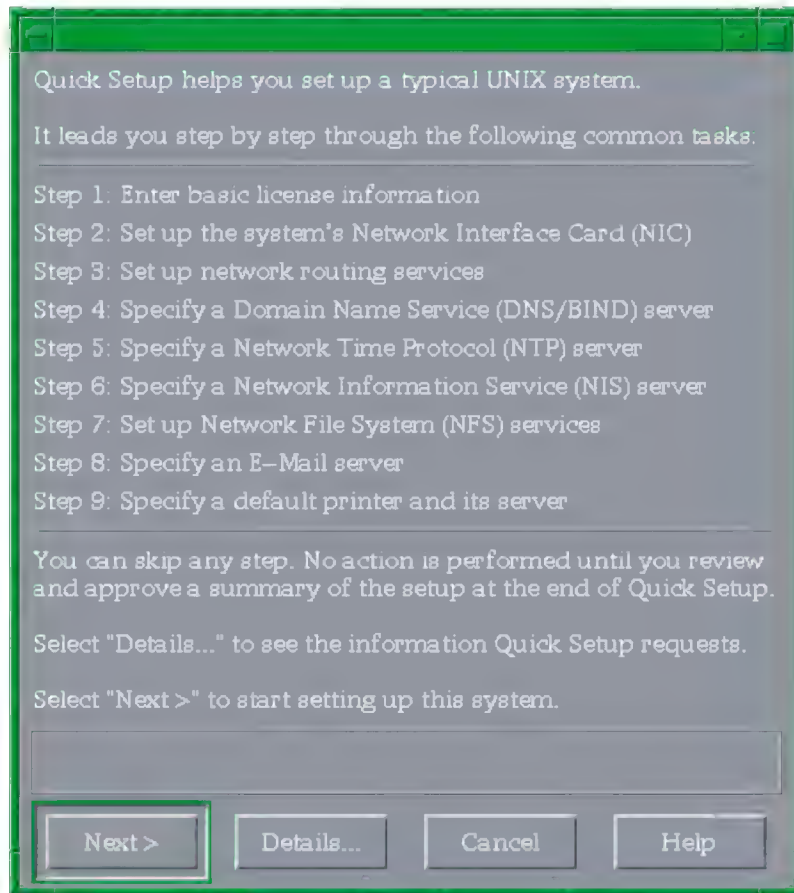 Quick Setup helps you set up a typical UNIX system.
It leads you step by step through the following common tasks:
Step 1: Enter basic license information
Step 2: Set up the system's Network Interface Card (NIC)
Step 3: Set up network routing services
Step 4: Specify a Domain Name Service (DNS/BIND) server
Step 5: Specify a Network Time Protocol (NTP) server
Step 6: Specify a Network Information Service (NIS) server
Step 7: Set up Network File System (NFS) services
Step 8: Specify an E-Mail server
Step 9: Specify a default printer and its server
You can skip any step. No action is performed until you review
and approve a summary of the setup at the end of Quick Setup.
Select "Details..." to see the information Quick Setup requests.
Select "Next >" to start setting up this system.
Next > Details... Cancel Help